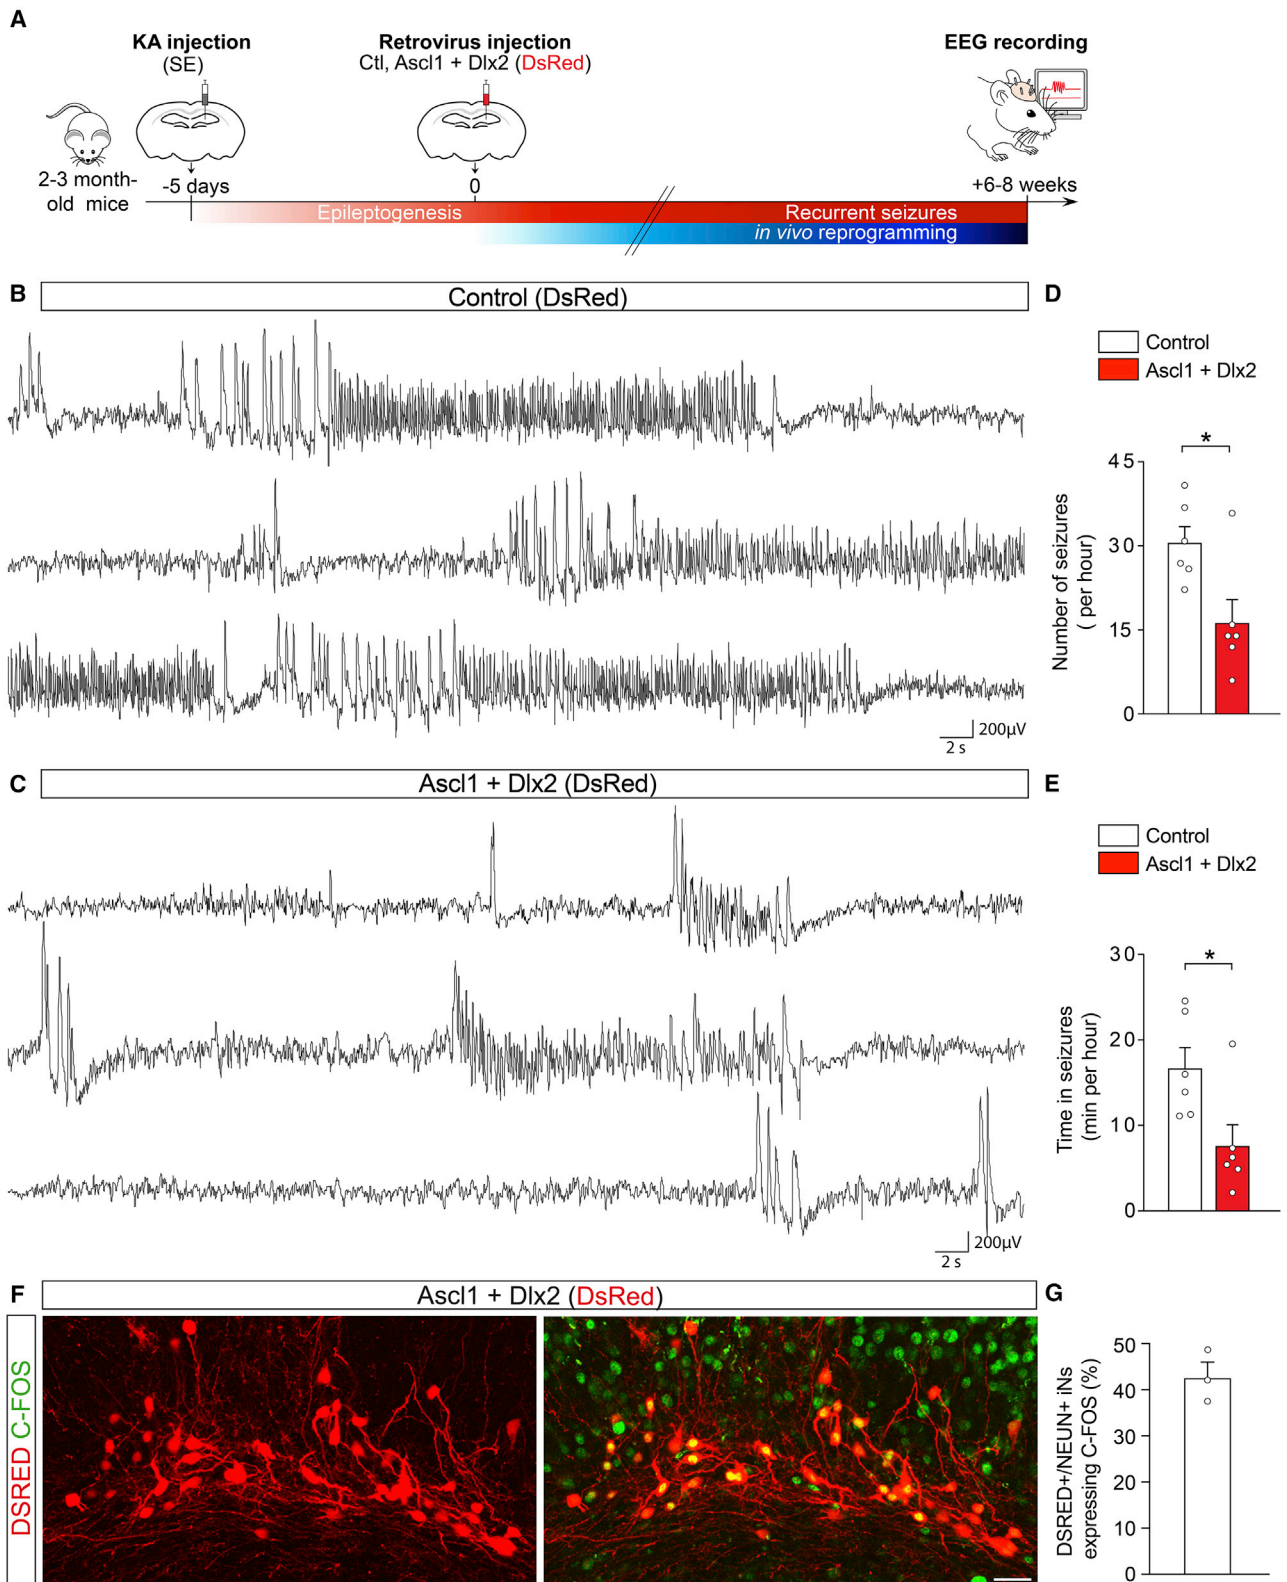 A
KA injection
(SE)
Retrovirus injection
Ctl, Ascl1 + Dlx2 (DsRed)
EEG recording
2-3 month-
old mice
-5 days
0
+6-8 weeks
Epileptogenesis
Recurrent seizures
in vivo reprogramming
B
Control (DsRed)
200µV
2 s
D
Control
Ascl1 + Dlx2
*
Number of seizures
( per hour)
45
30
15
0
C
Ascl1 + Dlx2 (DsRed)
200µV
2 s
E
Control
Ascl1 + Dlx2
*
Time in seizures
(min per hour)
30
20
10
0
F
Ascl1 + Dlx2 (DsRed)
DSRED C-FOS
G
DSRED+/NEUN+ iNs
expressing C-FOS (%)
50
40
30
20
10
0